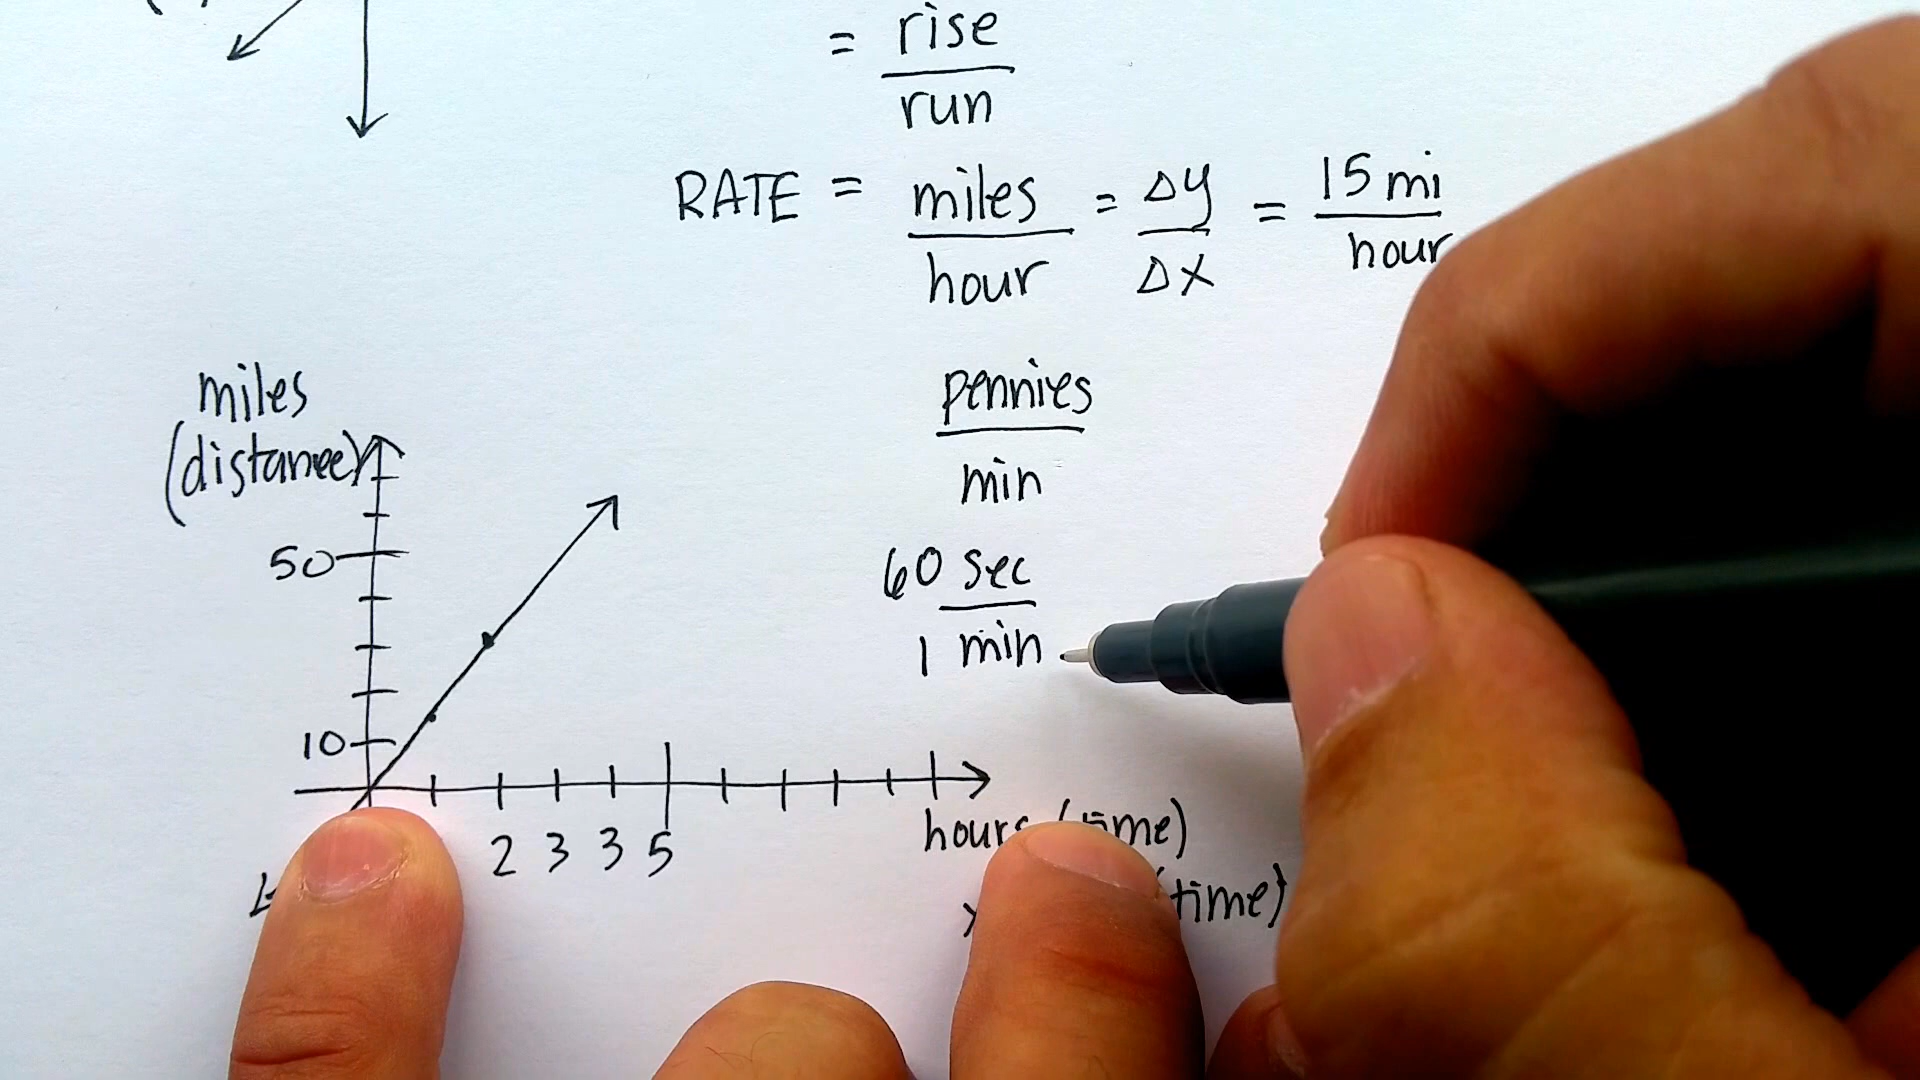 = rise
run
RATE = miles = Δy = 15 mi
hour Δx hour
pennies
min
60 sec
1 min
miles
(distance)
50
10
2 3 3 5
hours (time)
(time)